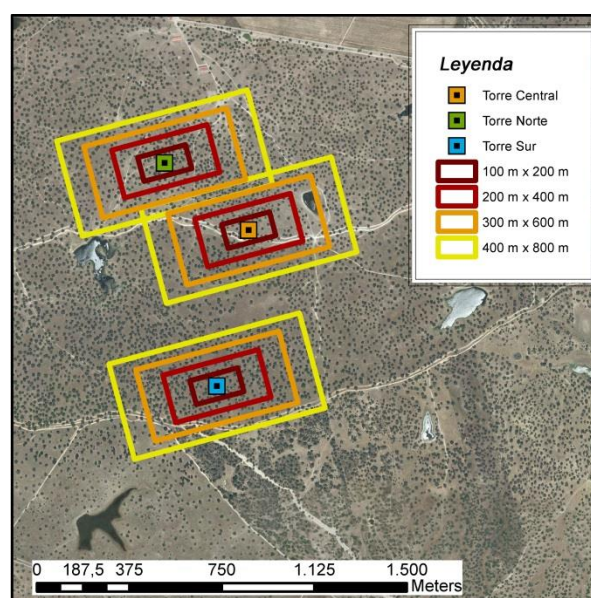 Leyenda
Torre Central
Torre Norte
Torre Sur
100 m x 200 m
200 m x 400 m
300 m x 600 m
400 m x 800 m
0 187,5 375 750 1.125 1.500
Meters